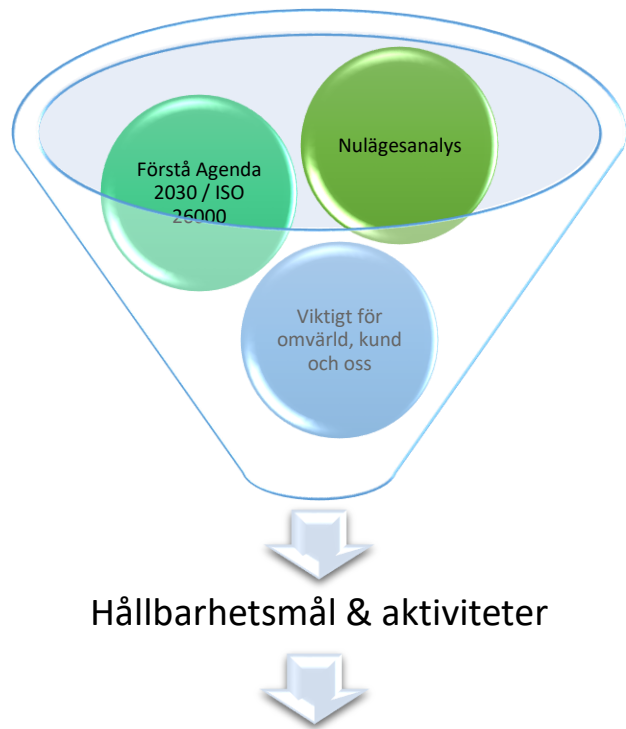 Förstå Agenda
2030 / ISO
26000
Nulägesanalys
Viktigt för
omvärld, kund
och oss
Hållbarhetsmål & aktiviteter